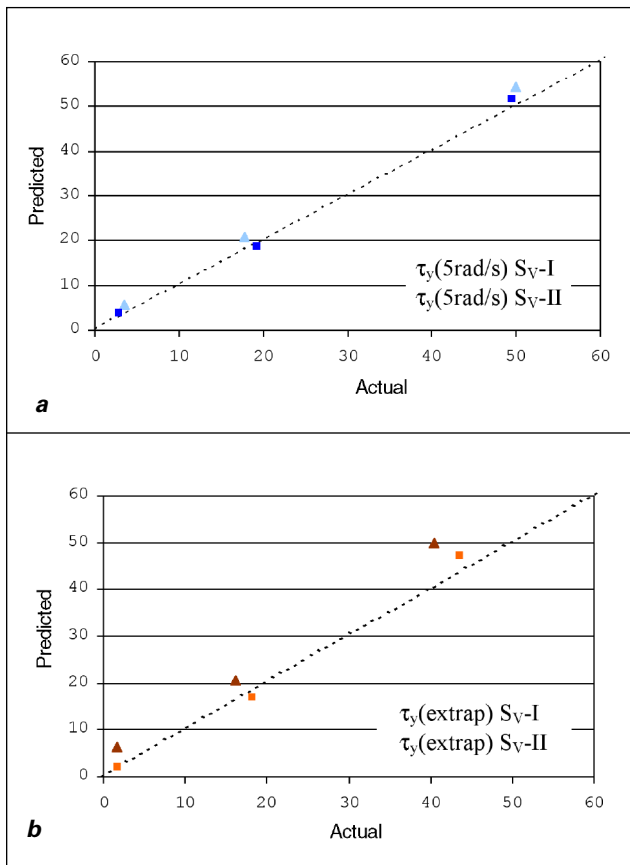 60
50
40
30
20
10
0
Predicted
0 10 20 30 40 50 60
Actual
τy(5rad/s) SV-I
τy(5rad/s) SV-II
a
60
50
40
30
20
10
0
Predicted
0 10 20 30 40 50 60
Actual
τy(extrap) SV-I
τy(extrap) SV-II
b